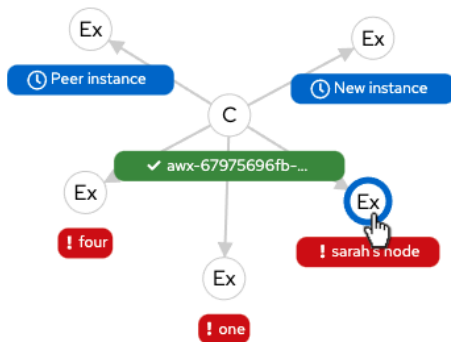 Ex
Ex
Peer instance
New instance
C
awx-67975696fb-...
Ex
Ex
! four
! sarah's node
Ex
! one